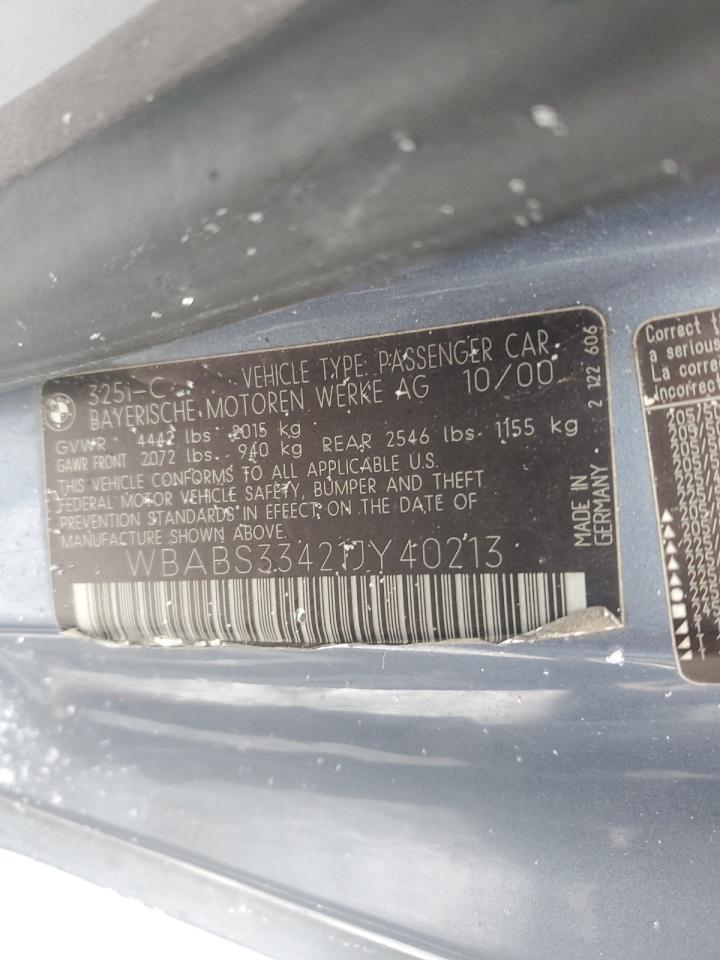 VEHICLE TYPE: PASSENGER CAR
325i-C
BAYERISCHE MOTOREN WERKE AG 10/00
GVWR 4442 lbs 2015 kg
GAWR FRONT 2072 lbs. 940 kg REAR 2546 lbs. 1155 kg
THIS VEHICLE CONFORMS TO ALL APPLICABLE U.S.
FEDERAL MOTOR VEHICLE SAFETY, BUMPER AND THEFT
PREVENTION STANDARDS IN EFFECT ON THE DATE OF
MANUFACTURE SHOWN ABOVE.
WBABS33421JY40213
MADE IN
GERMANY · 2 122 606
Correct
a serious
La corre
incorrect